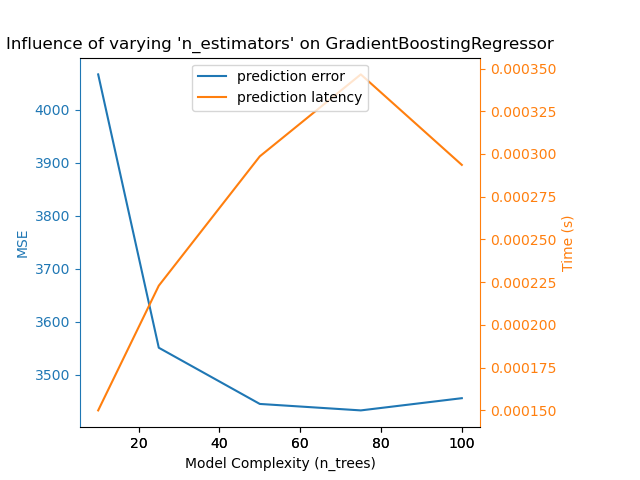 Influence of varying 'n_estimators' on GradientBoostingRegressor
prediction error
prediction latency
4000
3900
3800
3700
3600
3500
MSE
0.000350
0.000325
0.000300
0.000275
0.000250
0.000225
0.000200
0.000175
0.000150
Time (s)
20 40 60 80 100
Model Complexity (n_trees)